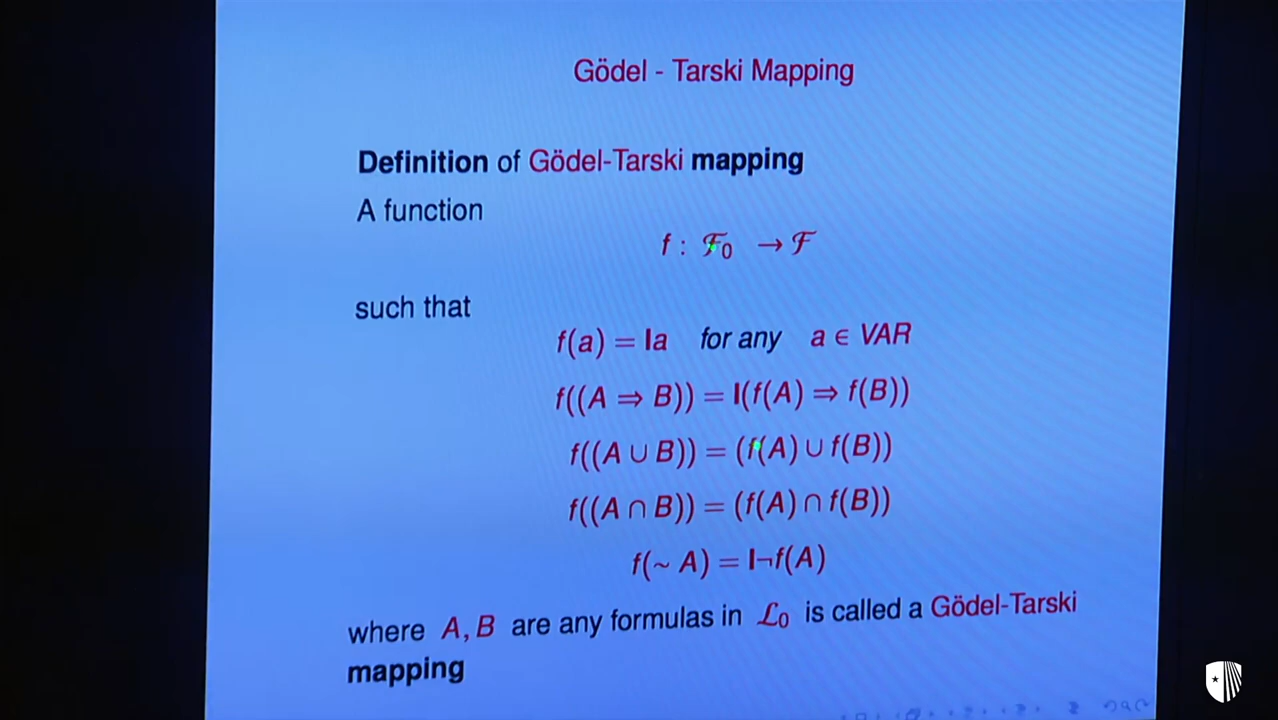 Gödel - Tarski Mapping
Definition of Gödel-Tarski mapping
A function
f : ℱ₀ → ℱ
such that
f(a) = Ia for any a ∈ VAR
f((A ⇒ B)) = I(f(A) ⇒ f(B))
f((A ∪ B)) = (f(A) ∪ f(B))
f((A ∩ B)) = (f(A) ∩ f(B))
f(~ A) = I¬f(A)
where A, B are any formulas in ℒ₀ is called a Gödel-Tarski
mapping